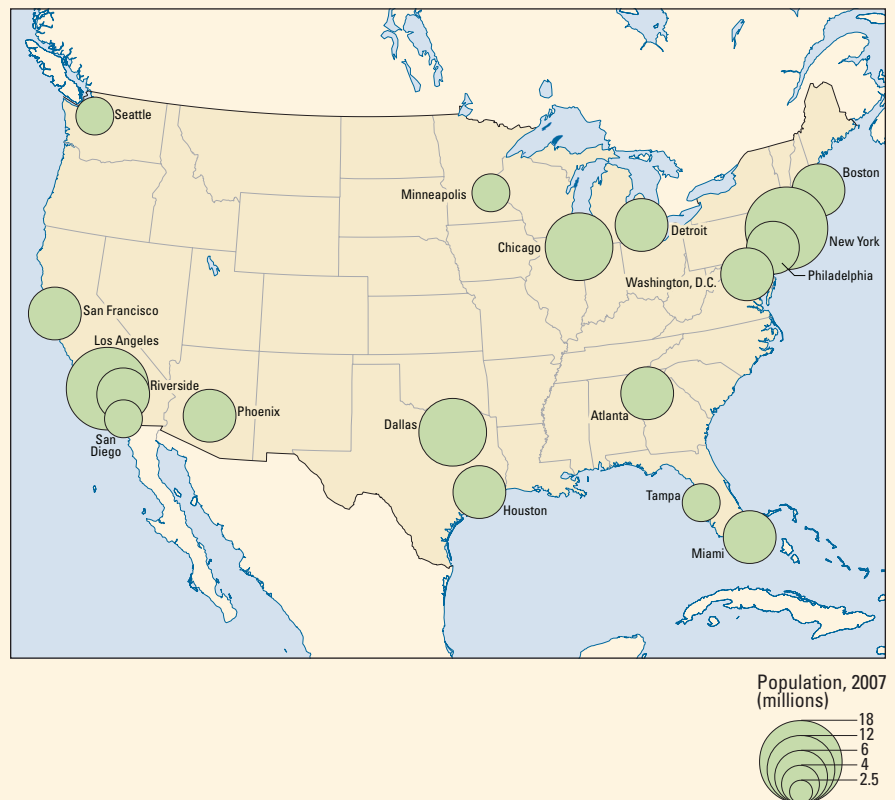 Seattle
Boston
Minneapolis
Detroit
New York
Chicago
Philadelphia
Washington, D.C.
San Francisco
Los Angeles
Riverside
Phoenix
Atlanta
Dallas
San
Diego
Tampa
Houston
Miami
Population, 2007
(millions)
18
12
6
4
2.5